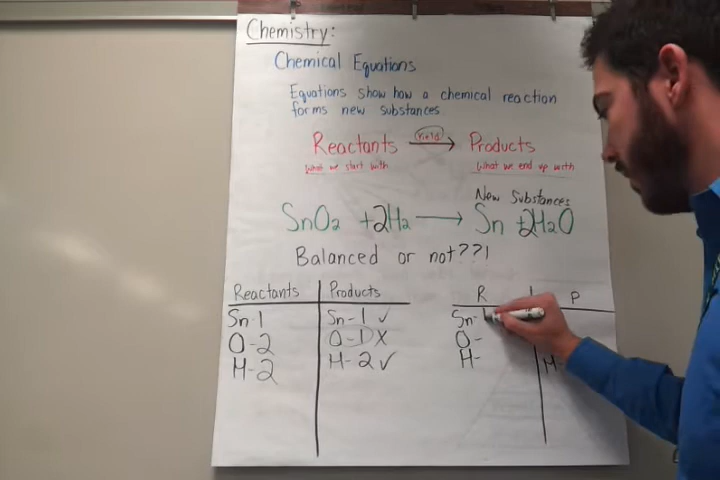 Chemistry:
Chemical Equations
Equations show how a chemical reaction
forms new substances
Reactants yield → Products
What we start with
What we end up with
New Substances
SnO2 + 2H2 → Sn + 2H2O
Balanced or not??!
Reactants Products
Sn-1 Sn-1 ✓
O-2 O-1 X
H-2 H-2 ✓
R P
Sn-
O-
H- H-